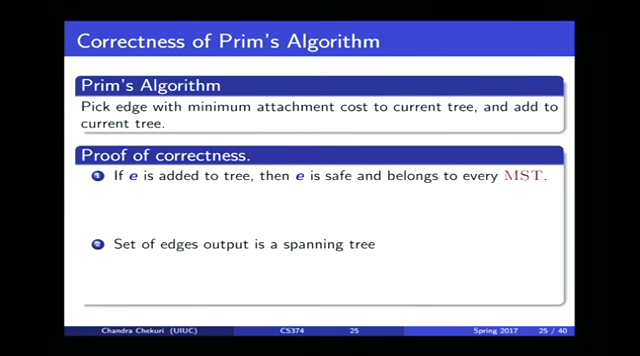 Correctness of Prim's Algorithm
Prim's Algorithm
Pick edge with minimum attachment cost to current tree, and add to
current tree.
Proof of correctness.
1 If e is added to tree, then e is safe and belongs to every MST.
2 Set of edges output is a spanning tree
Chandra Chekuri (UIUC) CS374 25 Spring 2017 25 / 40